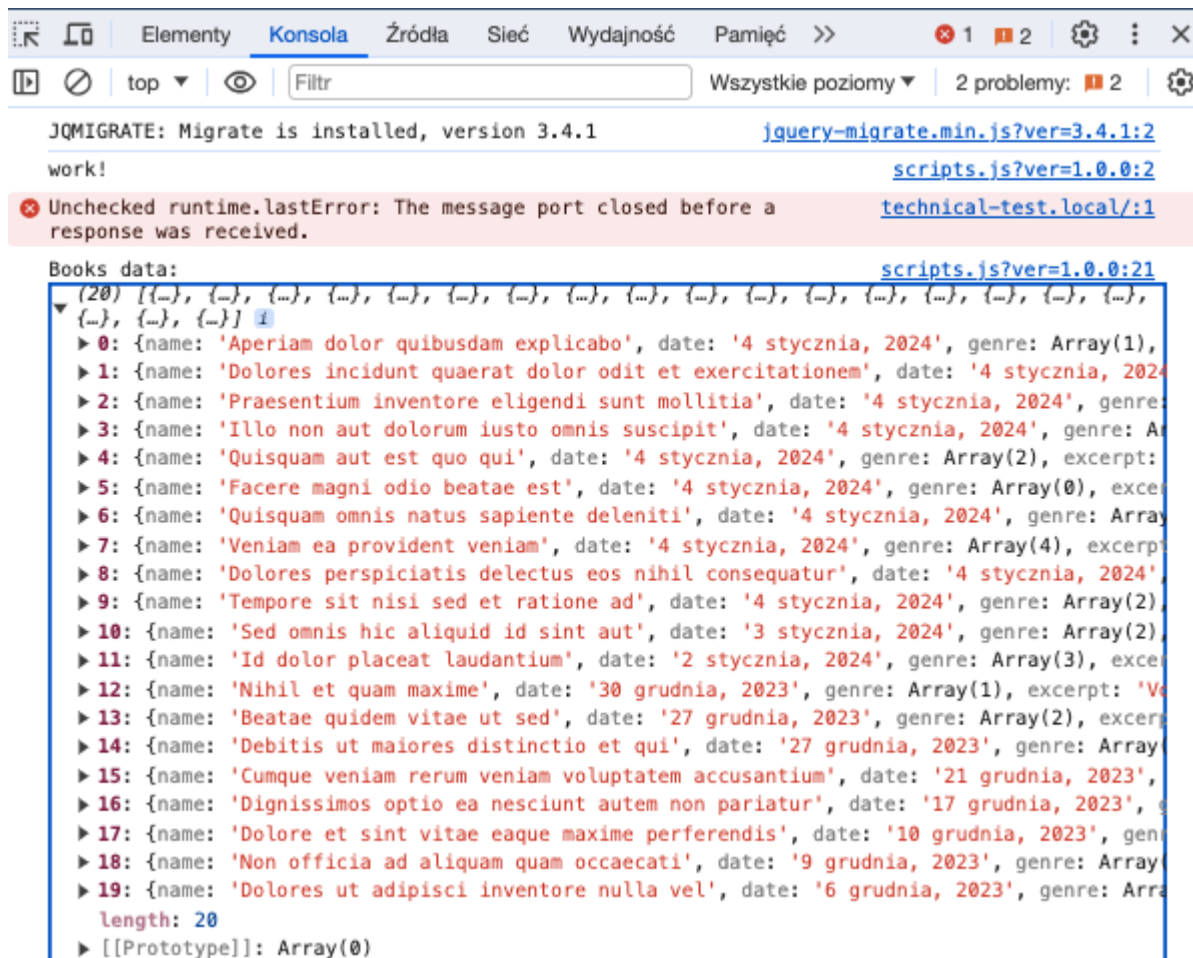 Elementy Konsola Źródła Sieć Wydajność Pamięć >> 1 2
top ▼ Filtr Wszystkie poziomy ▼ 2 problemy: 2
JQMIGRATE: Migrate is installed, version 3.4.1 jquery-migrate.min.js?ver=3.4.1:2
work! scripts.js?ver=1.0.0:2
Unchecked runtime.lastError: The message port closed before a technical-test.local/:1
response was received.
Books data: scripts.js?ver=1.0.0:21
(20) [{…}, {…}, {…}, {…}, {…}, {…}, {…}, {…}, {…}, {…}, {…}, {…}, {…}, {…}, {…}, {…}, {…},
{…}, {…}, {…}] i
▶ 0: {name: 'Aperiam dolor quibusdam explicabo', date: '4 stycznia, 2024', genre: Array(1),
▶ 1: {name: 'Dolores incidunt quaerat dolor odit et exercitationem', date: '4 stycznia, 2024
▶ 2: {name: 'Praesentium inventore eligendi sunt mollitia', date: '4 stycznia, 2024', genre:
▶ 3: {name: 'Illo non aut dolorum iusto omnis suscipit', date: '4 stycznia, 2024', genre: Ar
▶ 4: {name: 'Quisquam aut est quo qui', date: '4 stycznia, 2024', genre: Array(2), excerpt:
▶ 5: {name: 'Facere magni odio beatae est', date: '4 stycznia, 2024', genre: Array(0), excer
▶ 6: {name: 'Quisquam omnis natus sapiente deleniti', date: '4 stycznia, 2024', genre: Array
▶ 7: {name: 'Veniam ea provident veniam', date: '4 stycznia, 2024', genre: Array(4), excerpt
▶ 8: {name: 'Dolores perspiciatis delectus eos nihil consequatur', date: '4 stycznia, 2024',
▶ 9: {name: 'Tempore sit nisi sed et ratione ad', date: '4 stycznia, 2024', genre: Array(2),
▶ 10: {name: 'Sed omnis hic aliquid id sint aut', date: '3 stycznia, 2024', genre: Array(2),
▶ 11: {name: 'Id dolor placeat laudantium', date: '2 stycznia, 2024', genre: Array(3), excer
▶ 12: {name: 'Nihil et quam maxime', date: '30 grudnia, 2023', genre: Array(1), excerpt: 'Vo
▶ 13: {name: 'Beatae quidem vitae ut sed', date: '27 grudnia, 2023', genre: Array(2), excerp
▶ 14: {name: 'Debitis ut maiores distinctio et qui', date: '27 grudnia, 2023', genre: Array(
▶ 15: {name: 'Cumque veniam rerum veniam voluptatem accusantium', date: '21 grudnia, 2023',
▶ 16: {name: 'Dignissimos optio ea nesciunt autem non pariatur', date: '17 grudnia, 2023', g
▶ 17: {name: 'Dolore et sint vitae eaque maxime perferendis', date: '10 grudnia, 2023', genr
▶ 18: {name: 'Non officia ad aliquam quam occaecati', date: '9 grudnia, 2023', genre: Array(
▶ 19: {name: 'Dolores ut adipisci inventore nulla vel', date: '6 grudnia, 2023', genre: Arra
length: 20
▶ [[Prototype]]: Array(0)